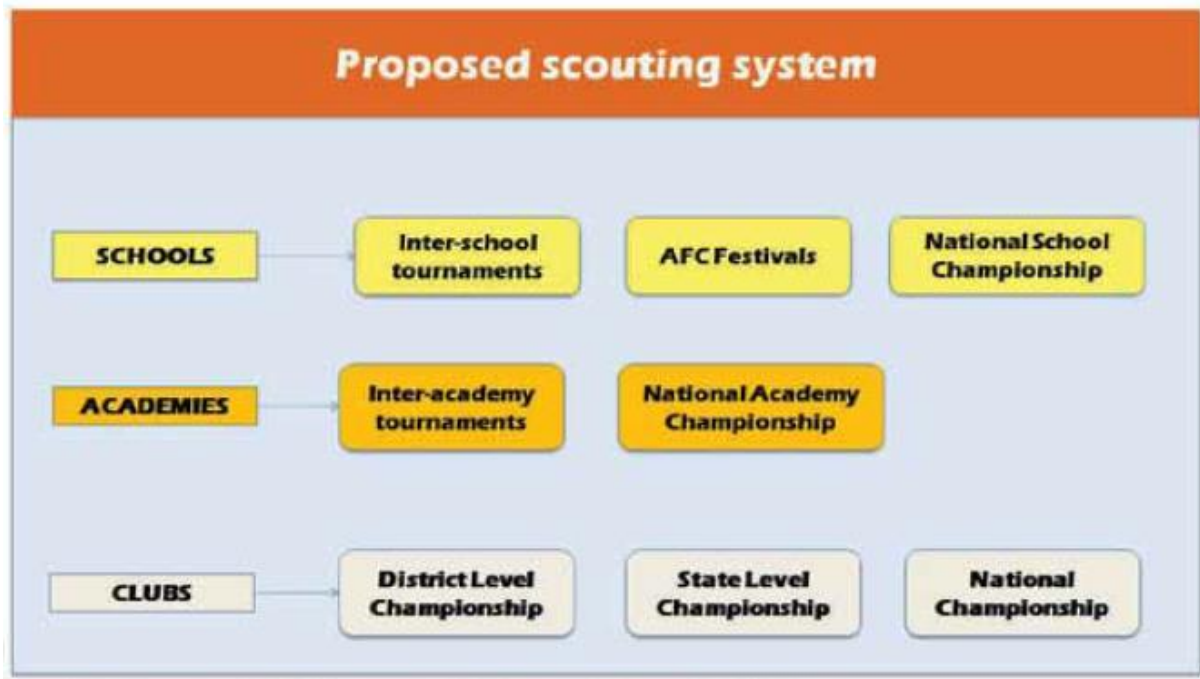 Proposed scouting system
SCHOOLS
Inter-school
tournaments
AFC Festivals
National School
Championship
ACADEMIES
Inter-academy
tournaments
National Academy
Championship
CLUBS
District Level
Championship
State Level
Championship
National
Championship